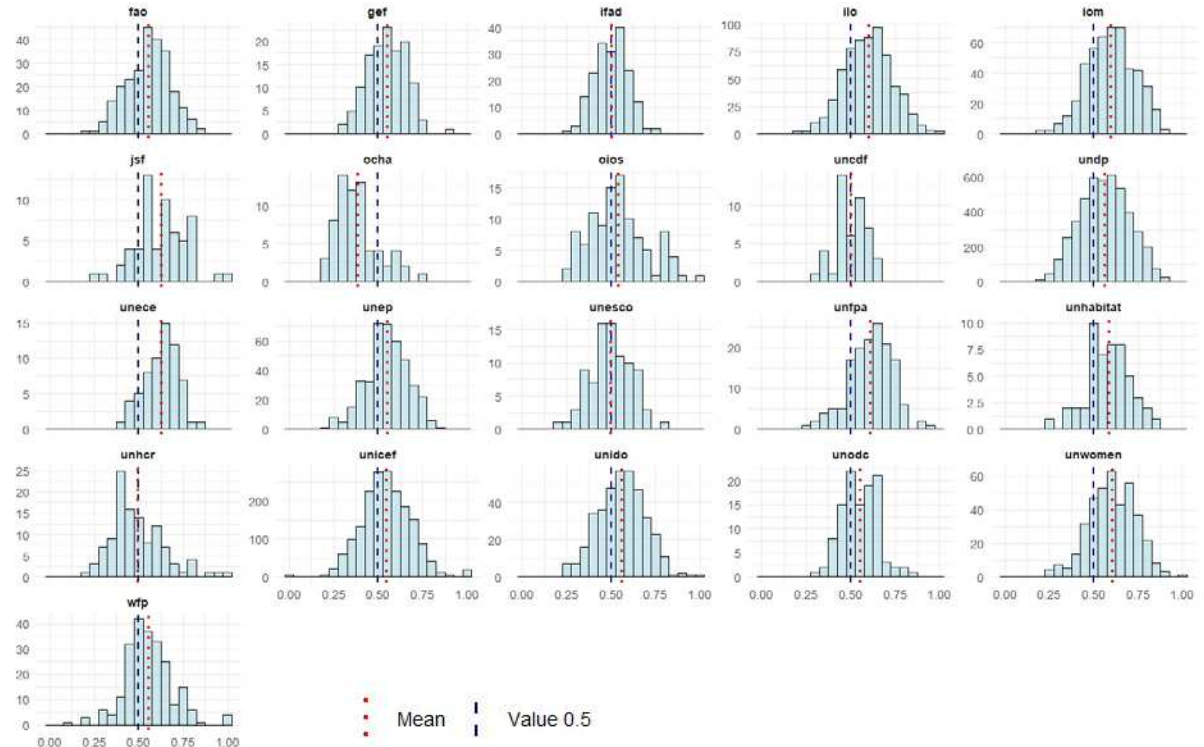 fao gef ifad ilo iom
40 30 20 10 0
20 15 10 5 0
40 30 20 10 0
100 75 50 25 0
60 40 20 0
jsf ocha oios uncdf undp
10 5 0
10 5 0
15 10 5 0
10 5 0
600 400 200 0
unece unep unesco unfpa unhabitat
15 10 5 0
60 40 20 0
15 10 5 0
20 10 0
10.0 7.5 5.0 2.5 0.0
unhcr unicef unido unodc unwomen
25 20 15 10 5 0
200 100 0
40 20 0
20 15 10 5 0
60 40 20 0
0.00 0.25 0.50 0.75 1.00
0.00 0.25 0.50 0.75 1.00
0.00 0.25 0.50 0.75 1.00
0.00 0.25 0.50 0.75 1.00
wfp
40 30 20 10 0
0.00 0.25 0.50 0.75 1.00
Mean Value 0.5